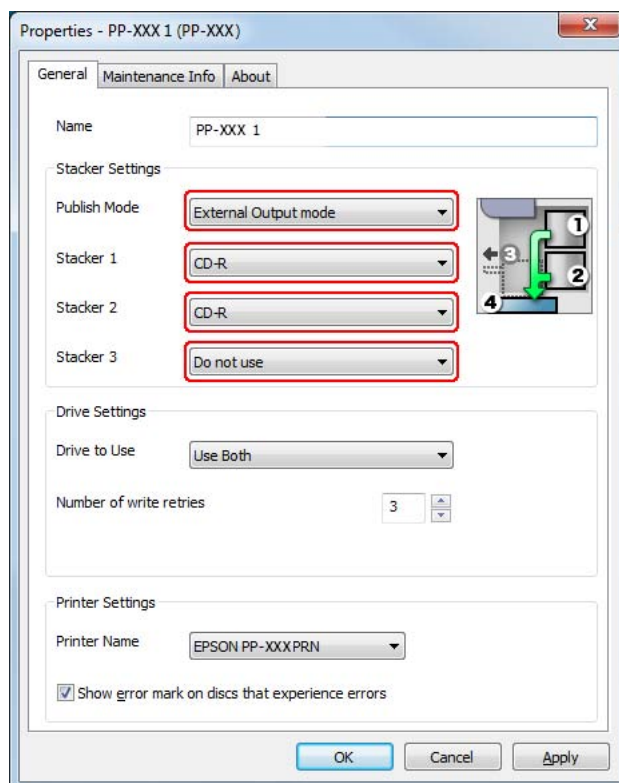 Properties - PP-XXX 1 (PP-XXX)
General Maintenance Info About
Name PP-XXX 1
Stacker Settings
Publish Mode External Output mode
Stacker 1 CD-R
Stacker 2 CD-R
Stacker 3 Do not use
1
3
2
4
Drive Settings
Drive to Use Use Both
Number of write retries 3
Printer Settings
Printer Name EPSON PP-XXXPRN
Show error mark on discs that experience errors
OK Cancel Apply